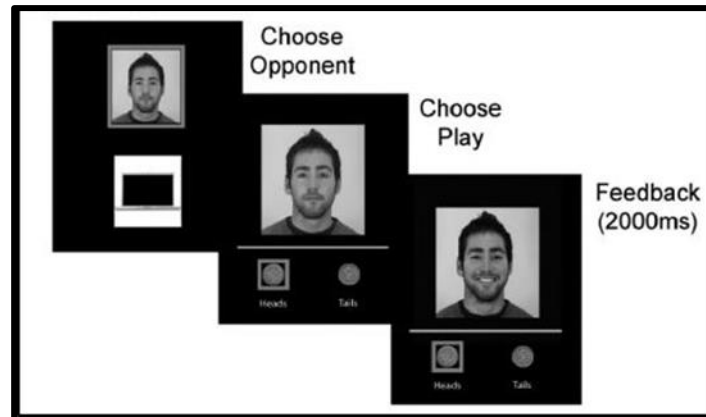 Choose
Opponent
Choose
Play
Feedback
(2000ms)
Heads Tails
Heads Tails